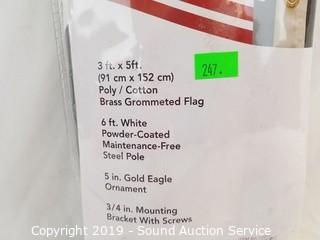 3 ft. x 5ft.
(91 cm x 152 cm)
Poly / Cotton
Brass Grommeted Flag
247.
6 ft. White
Powder-Coated
Maintenance-Free
Steel Pole
5 in. Gold Eagle
Ornament
3/4 in. Mounting
Bracket With Screws
Copyright 2019 - Sound Auction Service